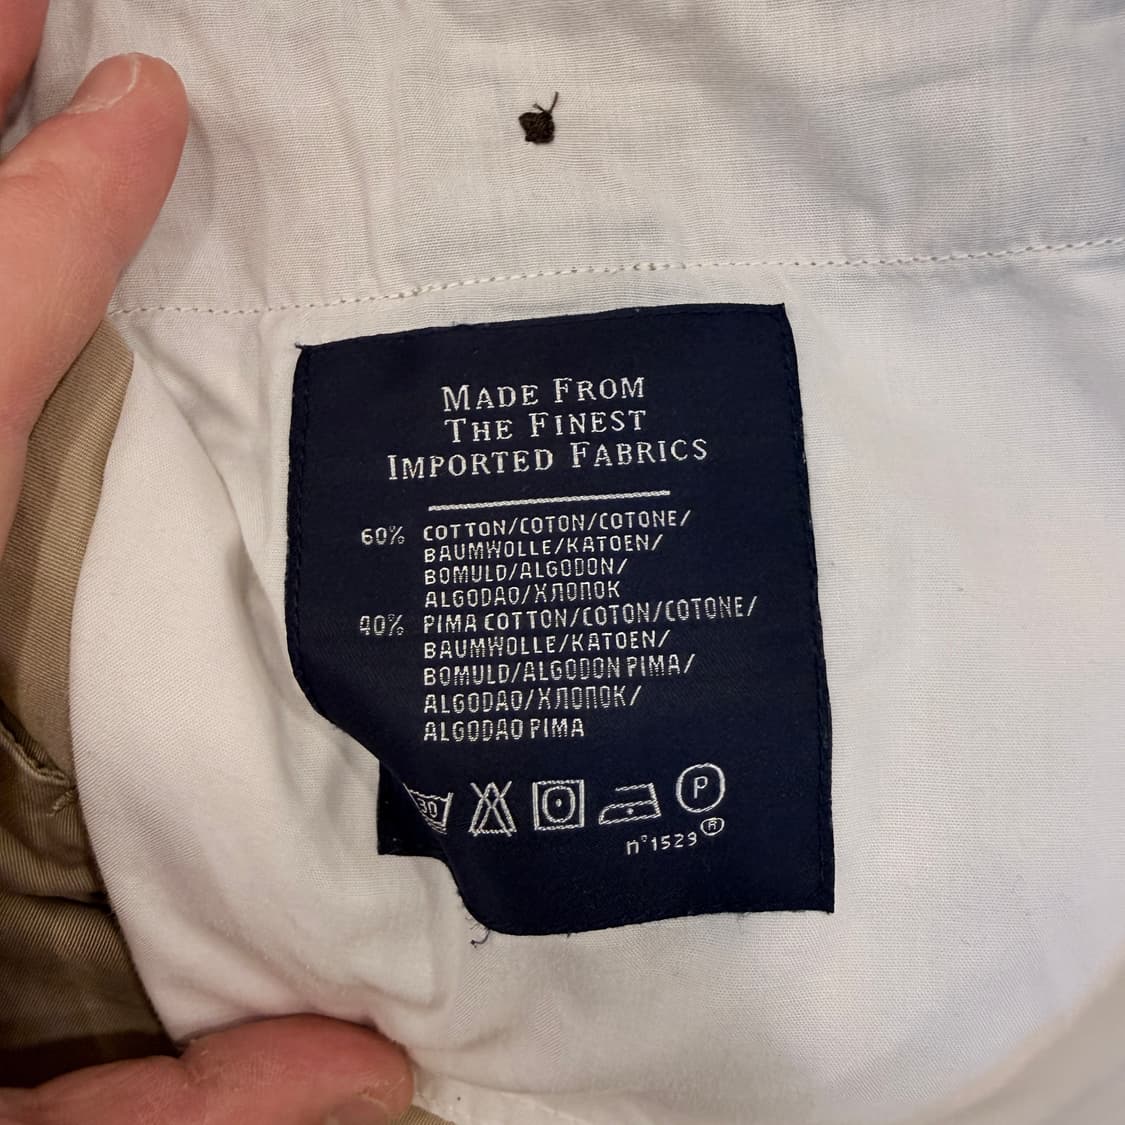 MADE FROM
THE FINEST
IMPORTED FABRICS
60% COTTON/COTON/COTONE/
BAUMWOLLE/KATOEN/
BOMULD/ALGODON/
ALGODAO/ХЛОПОК
40% PIMA COTTON/COTON/COTONE/
BAUMWOLLE/KATOEN/
BOMULD/ALGODON PIMA/
ALGODAO/ХЛОПОК/
ALGODAO PIMA
30 P
n°1529 ®